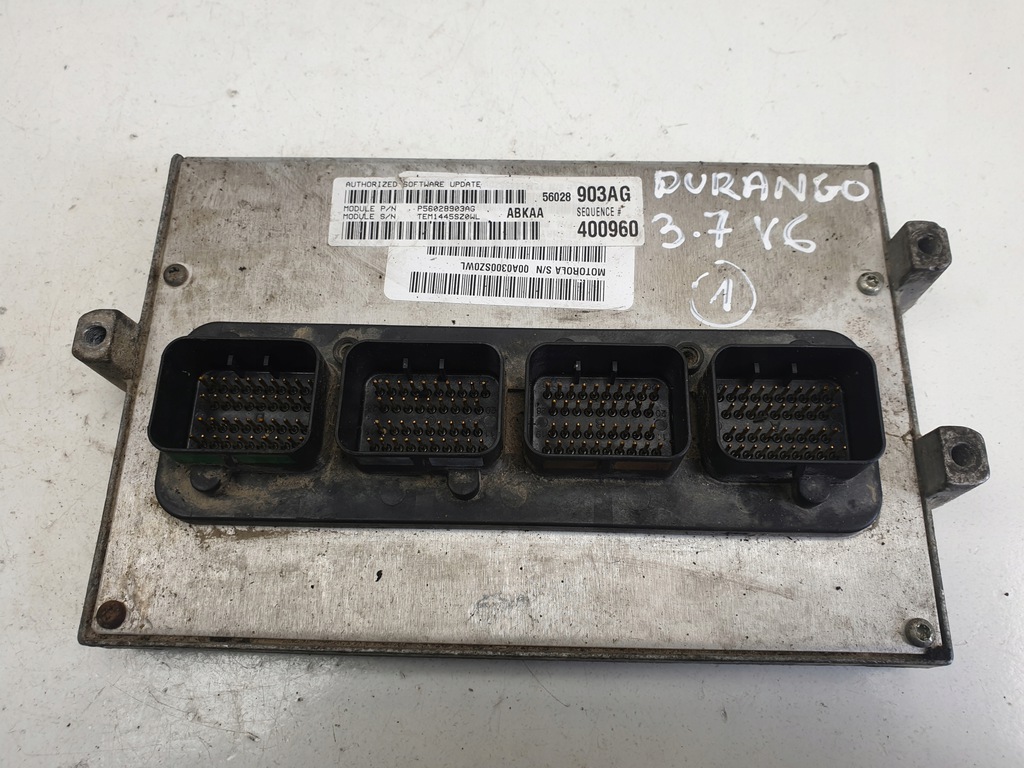 AUTHORIZED SOFTWARE UPDATE
56028 903AG
MODULE P/N . P56028903AG
MODULE S/N . TEM1445SZ0WL
ABKAA
SEQUENCE #
400960
MOTOROLA S/N 00A0300SZ0WL
DURANGO
3.7 V6
1